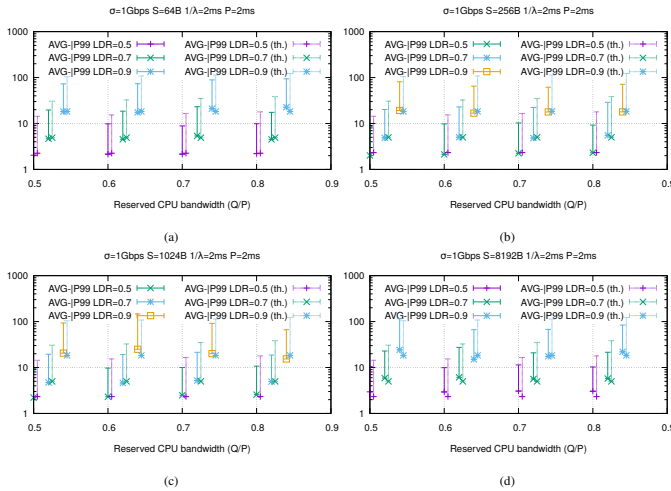 σ=1Gbps S=64B 1/λ=2ms P=2ms
AVG-|P99 LDR=0.5
AVG-|P99 LDR=0.7
AVG-|P99 LDR=0.9
AVG-|P99 LDR=0.5 (th.)
AVG-|P99 LDR=0.7 (th.)
AVG-|P99 LDR=0.9 (th.)
1000
100
10
1
0.5 0.6 0.7 0.8 0.9
Reserved CPU bandwidth (Q/P)
(a)
σ=1Gbps S=256B 1/λ=2ms P=2ms
AVG-|P99 LDR=0.5
AVG-|P99 LDR=0.7
AVG-|P99 LDR=0.9
AVG-|P99 LDR=0.5 (th.)
AVG-|P99 LDR=0.7 (th.)
AVG-|P99 LDR=0.9 (th.)
1000
100
10
1
0.5 0.6 0.7 0.8 0.9
Reserved CPU bandwidth (Q/P)
(b)
σ=1Gbps S=1024B 1/λ=2ms P=2ms
AVG-|P99 LDR=0.5
AVG-|P99 LDR=0.7
AVG-|P99 LDR=0.9
AVG-|P99 LDR=0.5 (th.)
AVG-|P99 LDR=0.7 (th.)
AVG-|P99 LDR=0.9 (th.)
1000
100
10
1
0.5 0.6 0.7 0.8 0.9
Reserved CPU bandwidth (Q/P)
(c)
σ=1Gbps S=8192B 1/λ=2ms P=2ms
AVG-|P99 LDR=0.5
AVG-|P99 LDR=0.7
AVG-|P99 LDR=0.9
AVG-|P99 LDR=0.5 (th.)
AVG-|P99 LDR=0.7 (th.)
AVG-|P99 LDR=0.9 (th.)
1000
100
10
1
0.5 0.6 0.7 0.8 0.9
Reserved CPU bandwidth (Q/P)
(d)